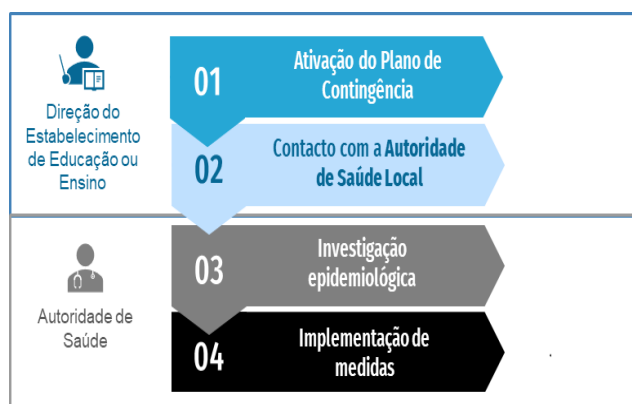 Direção do
Estabelecimento
de Educação ou
Ensino
01
Ativação do Plano de
Contingência
02
Contacto com a Autoridade
de Saúde Local
Autoridade de
Saúde
03
Investigação
epidemiológica
04
Implementação de
medidas
.